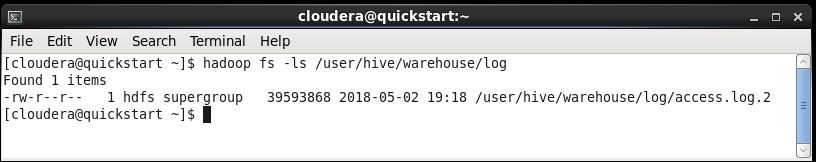 cloudera@quickstart:~
File Edit View Search Terminal Help
[cloudera@quickstart ~]$ hadoop fs -ls /user/hive/warehouse/log
Found 1 items
-rw-r--r--   1 hdfs supergroup   39593868 2018-05-02 19:18 /user/hive/warehouse/log/access.log.2
[cloudera@quickstart ~]$